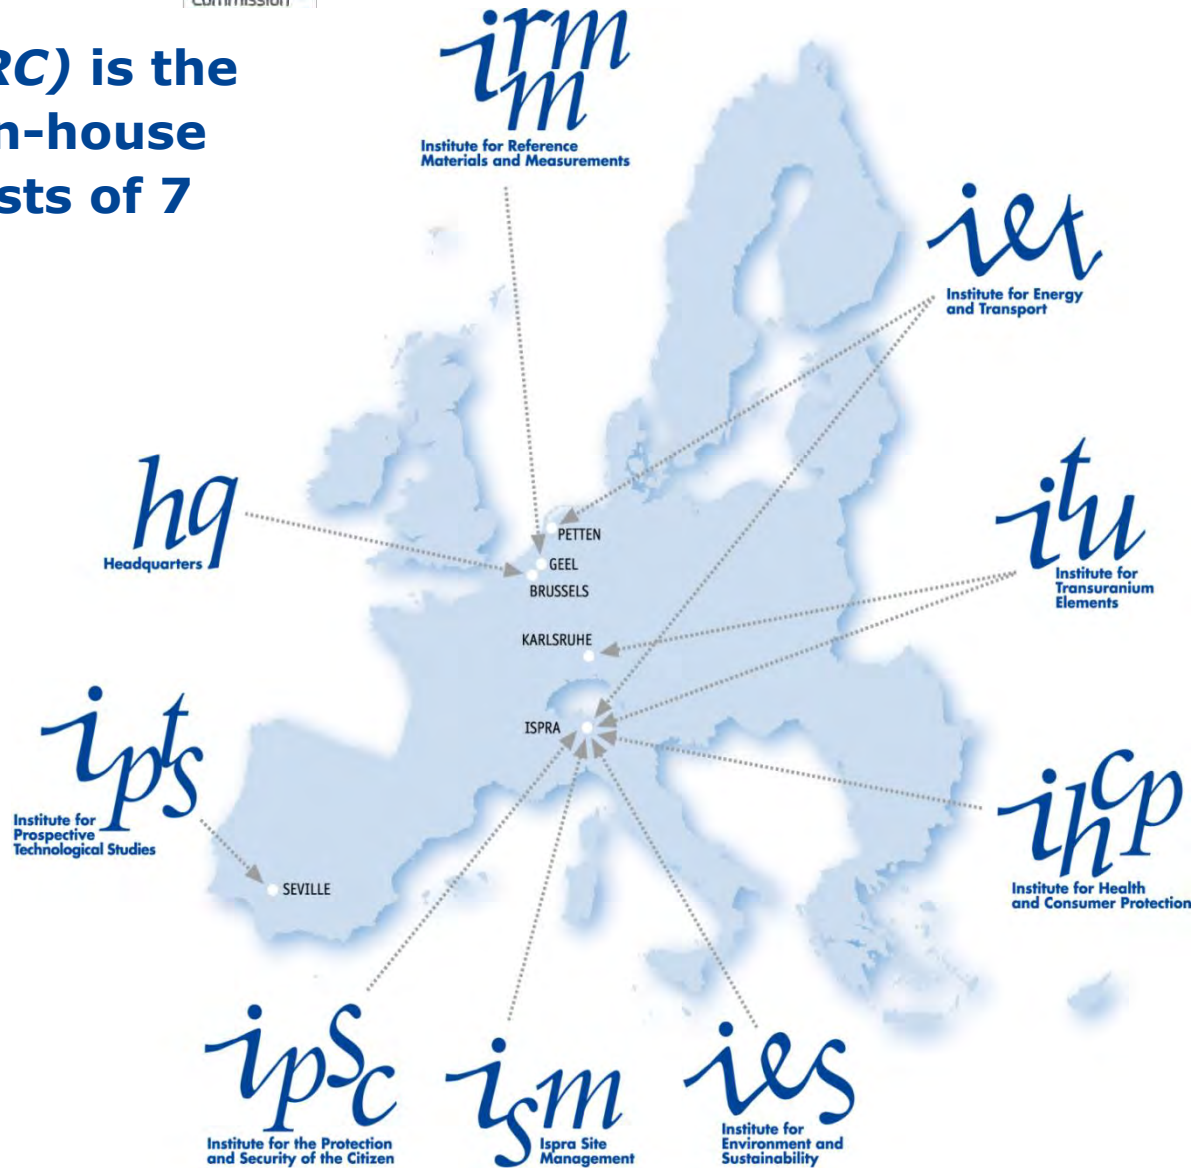 Commission
RC) is the
n-house
sts of 7
irmm
Institute for Reference
Materials and Measurements
iet
Institute for Energy
and Transport
hq
Headquarters
itu
Institute for
Transuranium
Elements
PETTEN
GEEL
BRUSSELS
KARLSRUHE
ISPRA
ipts
Institute for
Prospective
Technological Studies
SEVILLE
ihcp
Institute for Health
and Consumer Protection
ipsc
Institute for the Protection
and Security of the Citizen
ism
Ispra Site
Management
ies
Institute for
Environment and
Sustainability